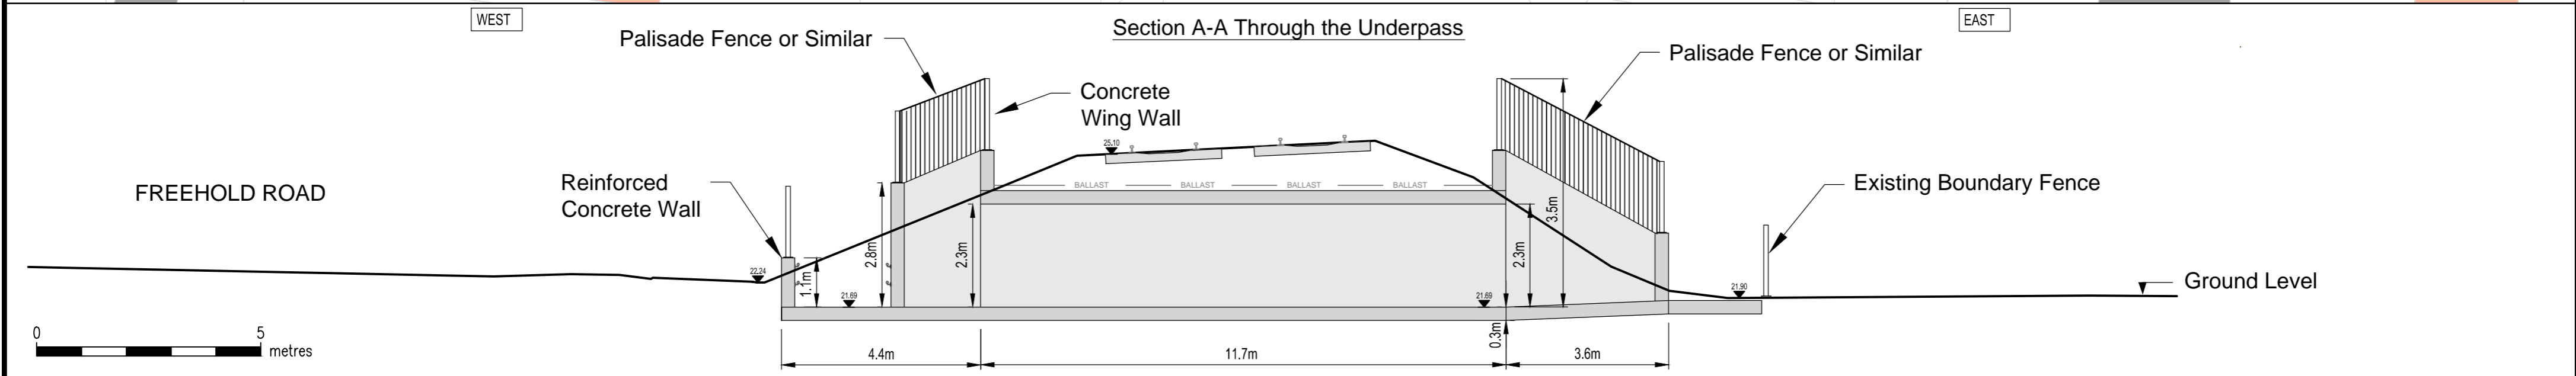 WEST
Section A-A Through the Underpass
EAST
Palisade Fence or Similar
Palisade Fence or Similar
Concrete
Wing Wall
25.10
FREEHOLD ROAD
Reinforced
Concrete Wall
BALLAST BALLAST BALLAST BALLAST
Existing Boundary Fence
3.5m
2.8m
2.3m
2.3m
1.1m
22.24
21.69
21.69
21.90
Ground Level
0 5
metres
0.3m
4.4m
11.7m
3.6m